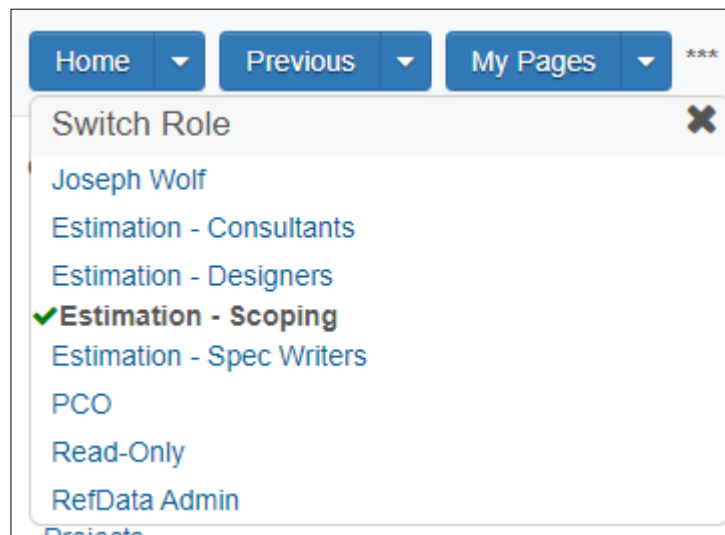 Home Previous My Pages ***
Switch Role
Joseph Wolf
Estimation - Consultants
Estimation - Designers
Estimation - Scoping
Estimation - Spec Writers
PCO
Read-Only
RefData Admin
Projects